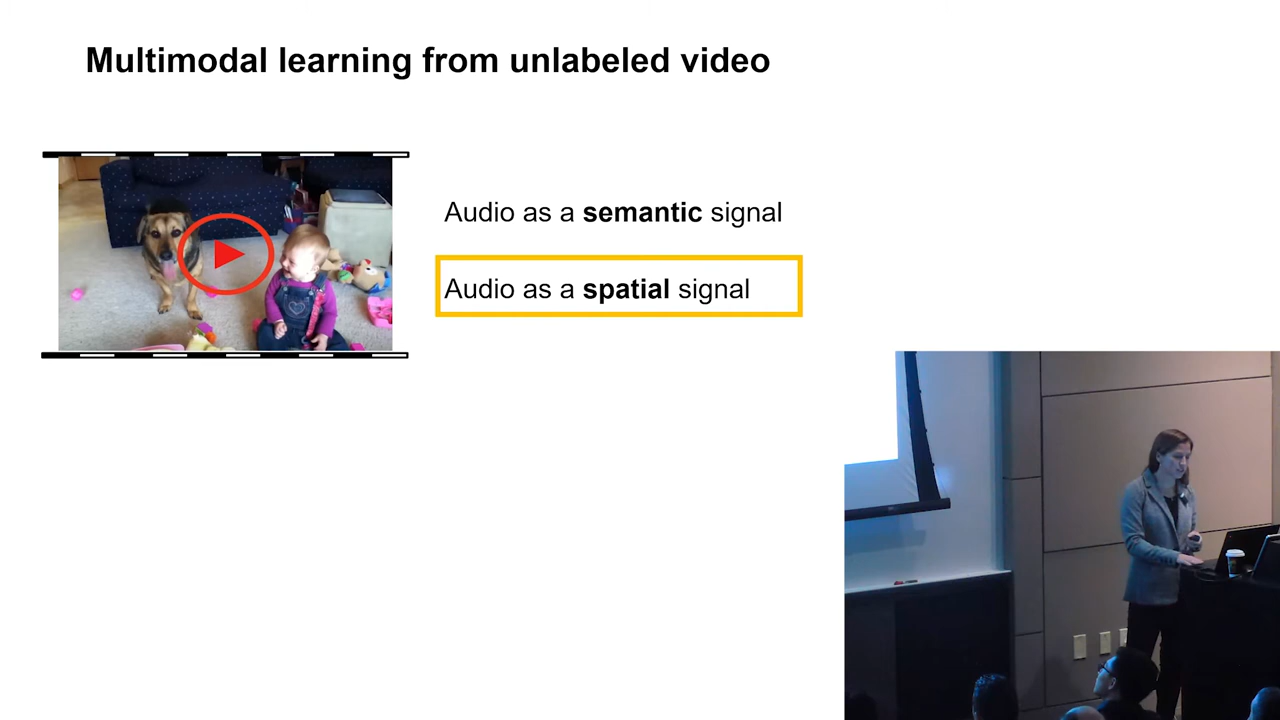 Multimodal learning from unlabeled video
Audio as a semantic signal
Audio as a spatial signal